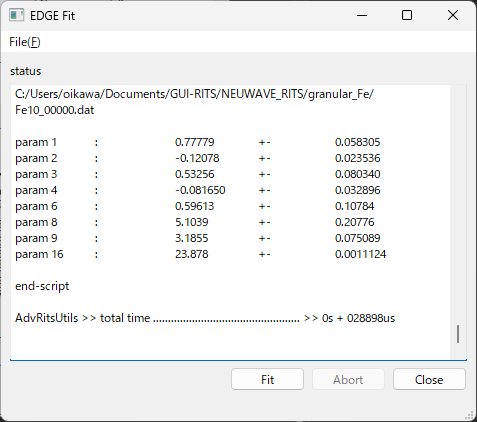 EDGE Fit
File(F)
status
C:/Users/oikawa/Documents/GUI-RITS/NEUWAVE_RITS/granular_Fe/
Fe10_00000.dat
param 1 : 0.77779 +- 0.058305
param 2 : -0.12078 +- 0.023536
param 3 : 0.53256 +- 0.080340
param 4 : -0.081650 +- 0.032896
param 6 : 0.59613 +- 0.10784
param 8 : 5.1039 +- 0.20776
param 9 : 3.1855 +- 0.075089
param 16 : 23.878 +- 0.0011124
end-script
AdvRitsUtils >> total time ................................................. >> 0s + 028898us
Fit Abort Close